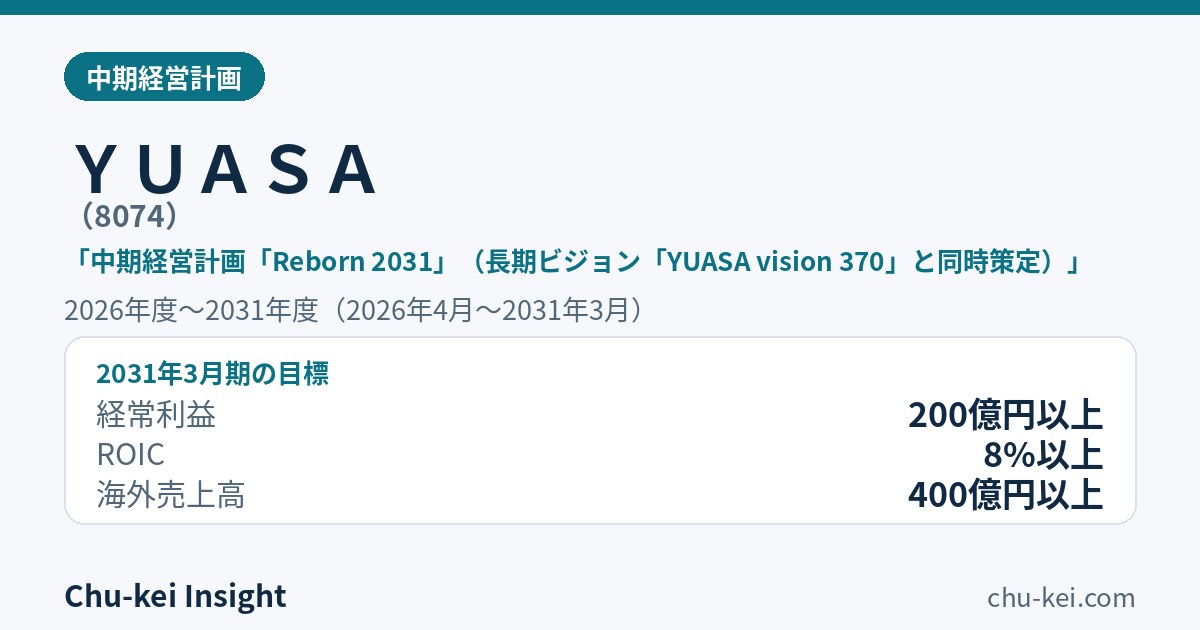 中期経営計画
ＹＵＡＳＡ
（8074）
「中期経営計画「Reborn 2031」（長期ビジョン「YUASA vision 370」と同時策定）」
2026年度〜2031年度（2026年4月〜2031年3月）
2031年3月期の目標
経常利益 200億円以上
ROIC 8%以上
海外売上高 400億円以上
Chu-kei Insight chu-kei.com